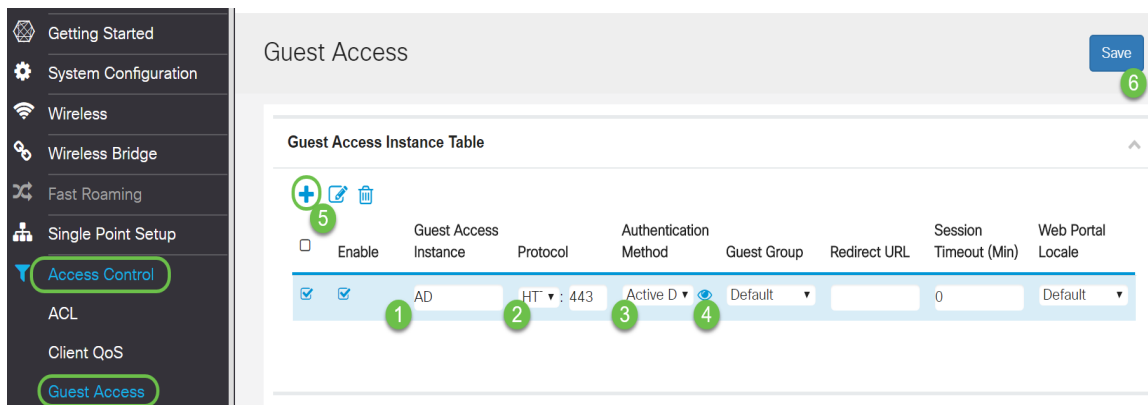 Getting Started
System Configuration
Wireless
Wireless Bridge
Fast Roaming
Single Point Setup
Access Control
ACL
Client QoS
Guest Access
Guest Access
Save
6
Guest Access Instance Table
5
Enable
Guest Access Instance
Protocol
Authentication Method
Guest Group
Redirect URL
Session Timeout (Min)
Web Portal Locale
1
AD
2
HT : 443
3
Active D
4
Default
0
Default